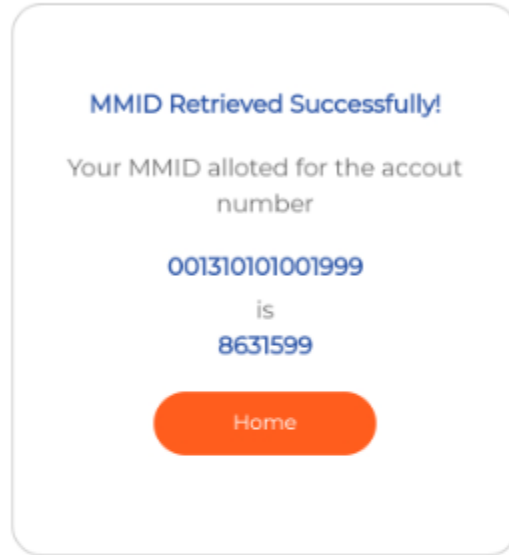 MMID Retrieved Successfully!
Your MMID alloted for the accout
number
001310101001999
is
8631599
Home